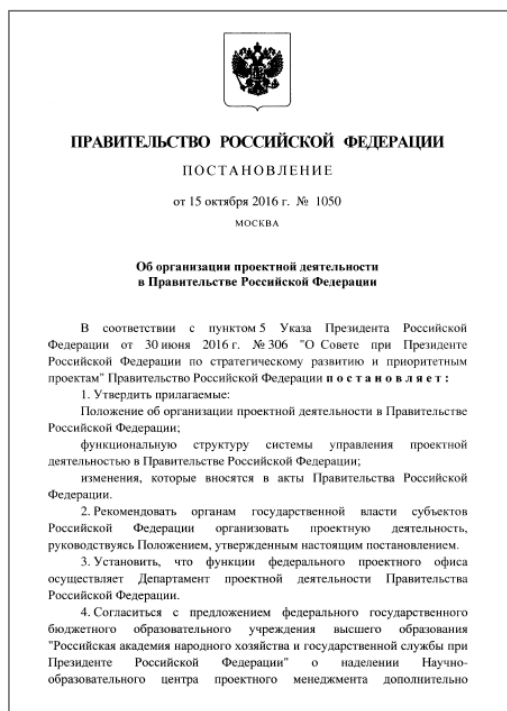 ПРАВИТЕЛЬСТВО РОССИЙСКОЙ ФЕДЕРАЦИИ
ПОСТАНОВЛЕНИЕ
от 15 октября 2016 г. № 1050
МОСКВА
Об организации проектной деятельности
в Правительстве Российской Федерации
В соответствии с пунктом 5 Указа Президента Российской
Федерации от 30 июня 2016 г. № 306 "О Совете при Президенте
Российской Федерации по стратегическому развитию и приоритетным
проектам" Правительство Российской Федерации постановляет:
1. Утвердить прилагаемые:
Положение об организации проектной деятельности в Правительстве
Российской Федерации;
функциональную структуру системы управления проектной
деятельностью в Правительстве Российской Федерации;
изменения, которые вносятся в акты Правительства Российской
Федерации.
2. Рекомендовать органам государственной власти субъектов
Российской Федерации организовать проектную деятельность,
руководствуясь Положением, утвержденным настоящим постановлением.
3. Установить, что функции федерального проектного офиса
осуществляет Департамент проектной деятельности Правительства
Российской Федерации.
4. Согласиться с предложением федерального государственного
бюджетного образовательного учреждения высшего образования
"Российская академия народного хозяйства и государственной службы при
Президенте Российской Федерации" о наделении Научно-
образовательного центра проектного менеджмента дополнительно